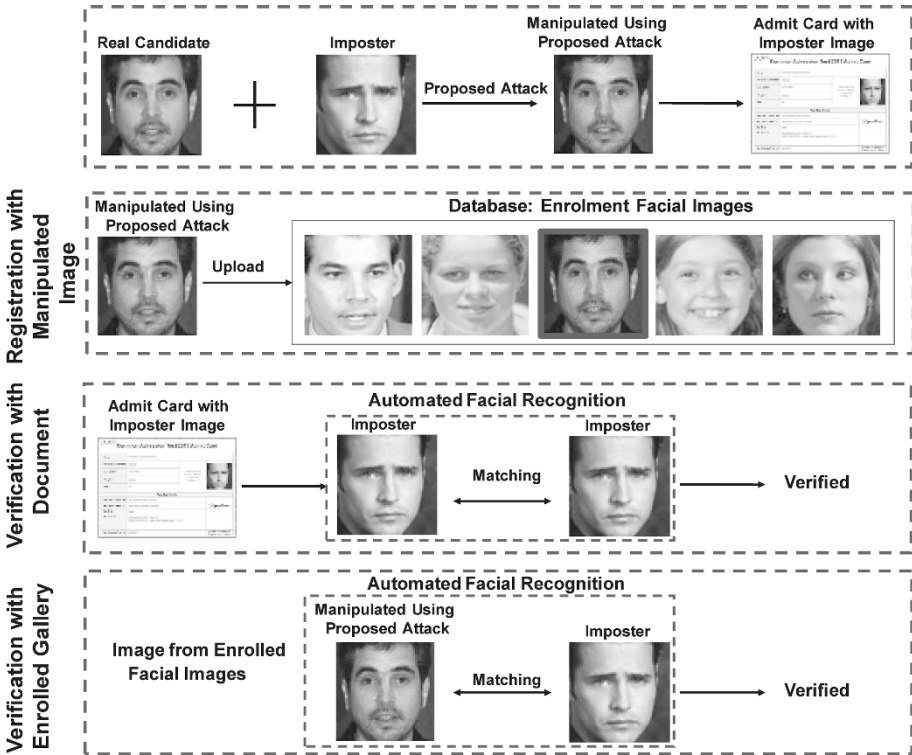 Real Candidate
Imposter
Manipulated Using
Proposed Attack
Admit Card with
Imposter Image
Proposed Attack
Registration with
Manipulated
Image
Manipulated Using
Proposed Attack
Upload
Database: Enrolment Facial Images
Verification with
Document
Admit Card with
Imposter Image
Automated Facial Recognition
Imposter
Matching
Imposter
Verified
Verification with
Enrolled Gallery
Image from Enrolled
Facial Images
Automated Facial Recognition
Manipulated Using
Proposed Attack
Matching
Imposter
Verified